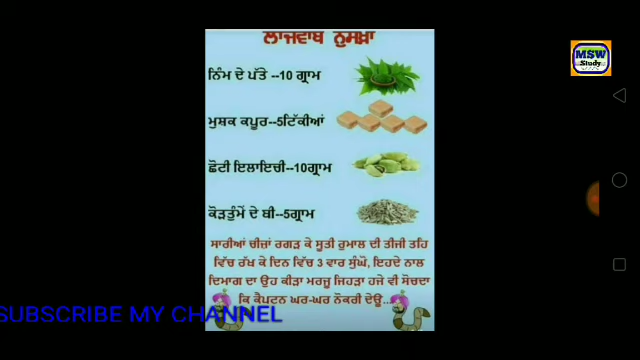 ਲਾਜਵਾਬ ਨੁਸਖ਼ਾ
MSW
Study
ਨਿੰਮ ਦੇ ਪੱਤੇ --10 ਗ੍ਰਾਮ
ਮੁਸ਼ਕ ਕਪੂਰ--5ਟਿੱਕੀਆਂ
ਛੋਟੀ ਇਲਾਇਚੀ--10ਗ੍ਰਾਮ
ਕੌੜਤੁੰਮੇਂ ਦੇ ਬੀ--5ਗ੍ਰਾਮ
ਸਾਰੀਆਂ ਚੀਜ਼ਾਂ ਰਗੜ ਕੇ ਸੂਤੀ ਰੁਮਾਲ ਦੀ ਤੀਜੀ ਤਹਿ
ਵਿੱਚ ਰੱਖ ਕੇ ਦਿਨ ਵਿੱਚ 3 ਵਾਰ ਸੁੰਘੋ, ਇਹਦੇ ਨਾਲ
ਦਿਮਾਗ ਦਾ ਉਹ ਕੀੜਾ ਮਰਜੂ ਜਿਹੜਾ ਹਜੇ ਵੀ ਸੋਚਦਾ
ਕਿ ਕੈਪਟਨ ਘਰ-ਘਰ ਨੌਕਰੀ ਦੇਊ...
SUBSCRIBE MY CHANNEL